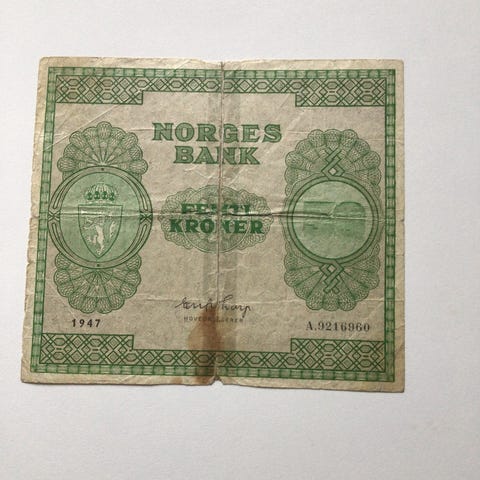 NORGES
BANK
FEMTI
KRONER
HOVEDKASSERER
1947
A.9216960